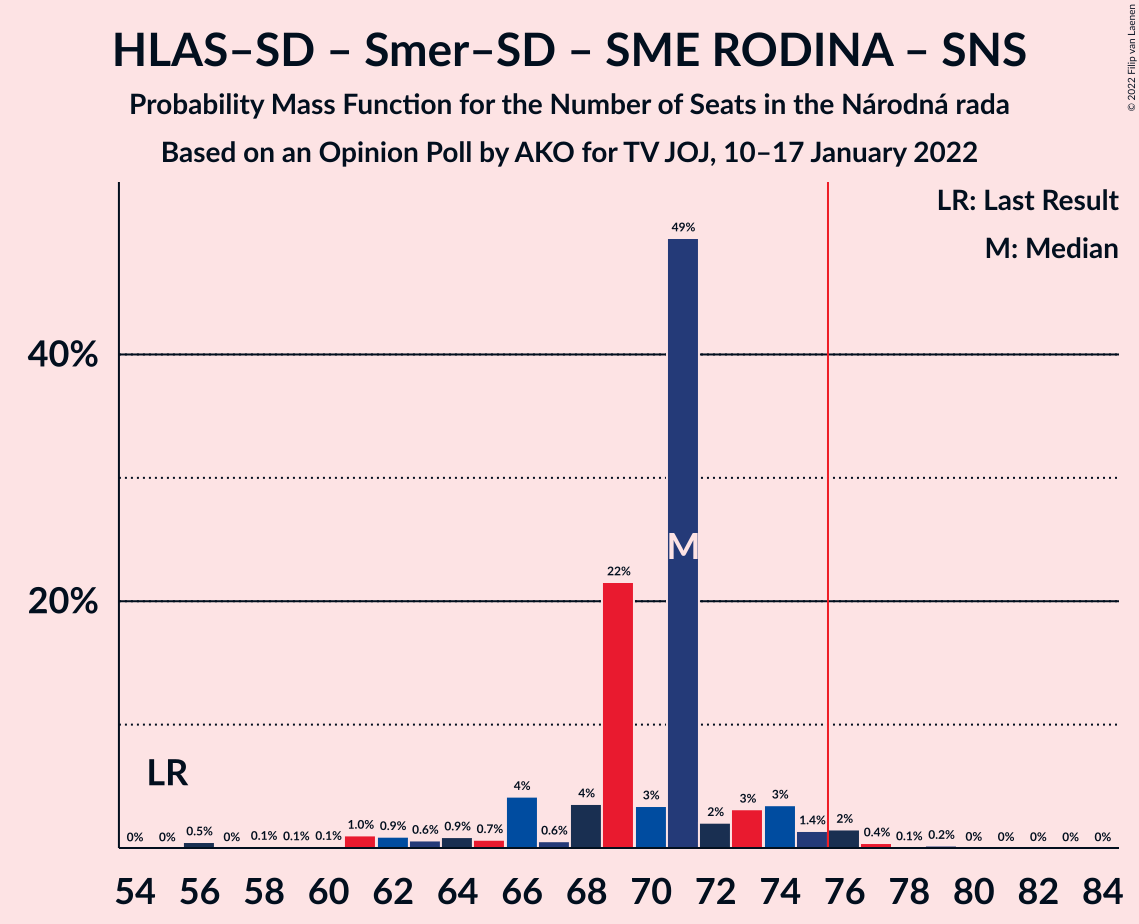 HLAS–SD – Smer–SD – SME RODINA – SNS
Probability Mass Function for the Number of Seats in the Národná rada
Based on an Opinion Poll by AKO for TV JOJ, 10–17 January 2022
© 2022 Filip van Laenen
LR: Last Result
M: Median
40%
20%
LR
M
0% 0% 0.5% 0% 0.1% 0.1% 0.1% 1.0% 0.9% 0.6% 0.9% 0.7% 4% 0.6% 4% 22% 3% 49% 2% 3% 3% 1.4% 2% 0.4% 0.1% 0.2% 0% 0% 0% 0% 0%
54 56 58 60 62 64 66 68 70 72 74 76 78 80 82 84